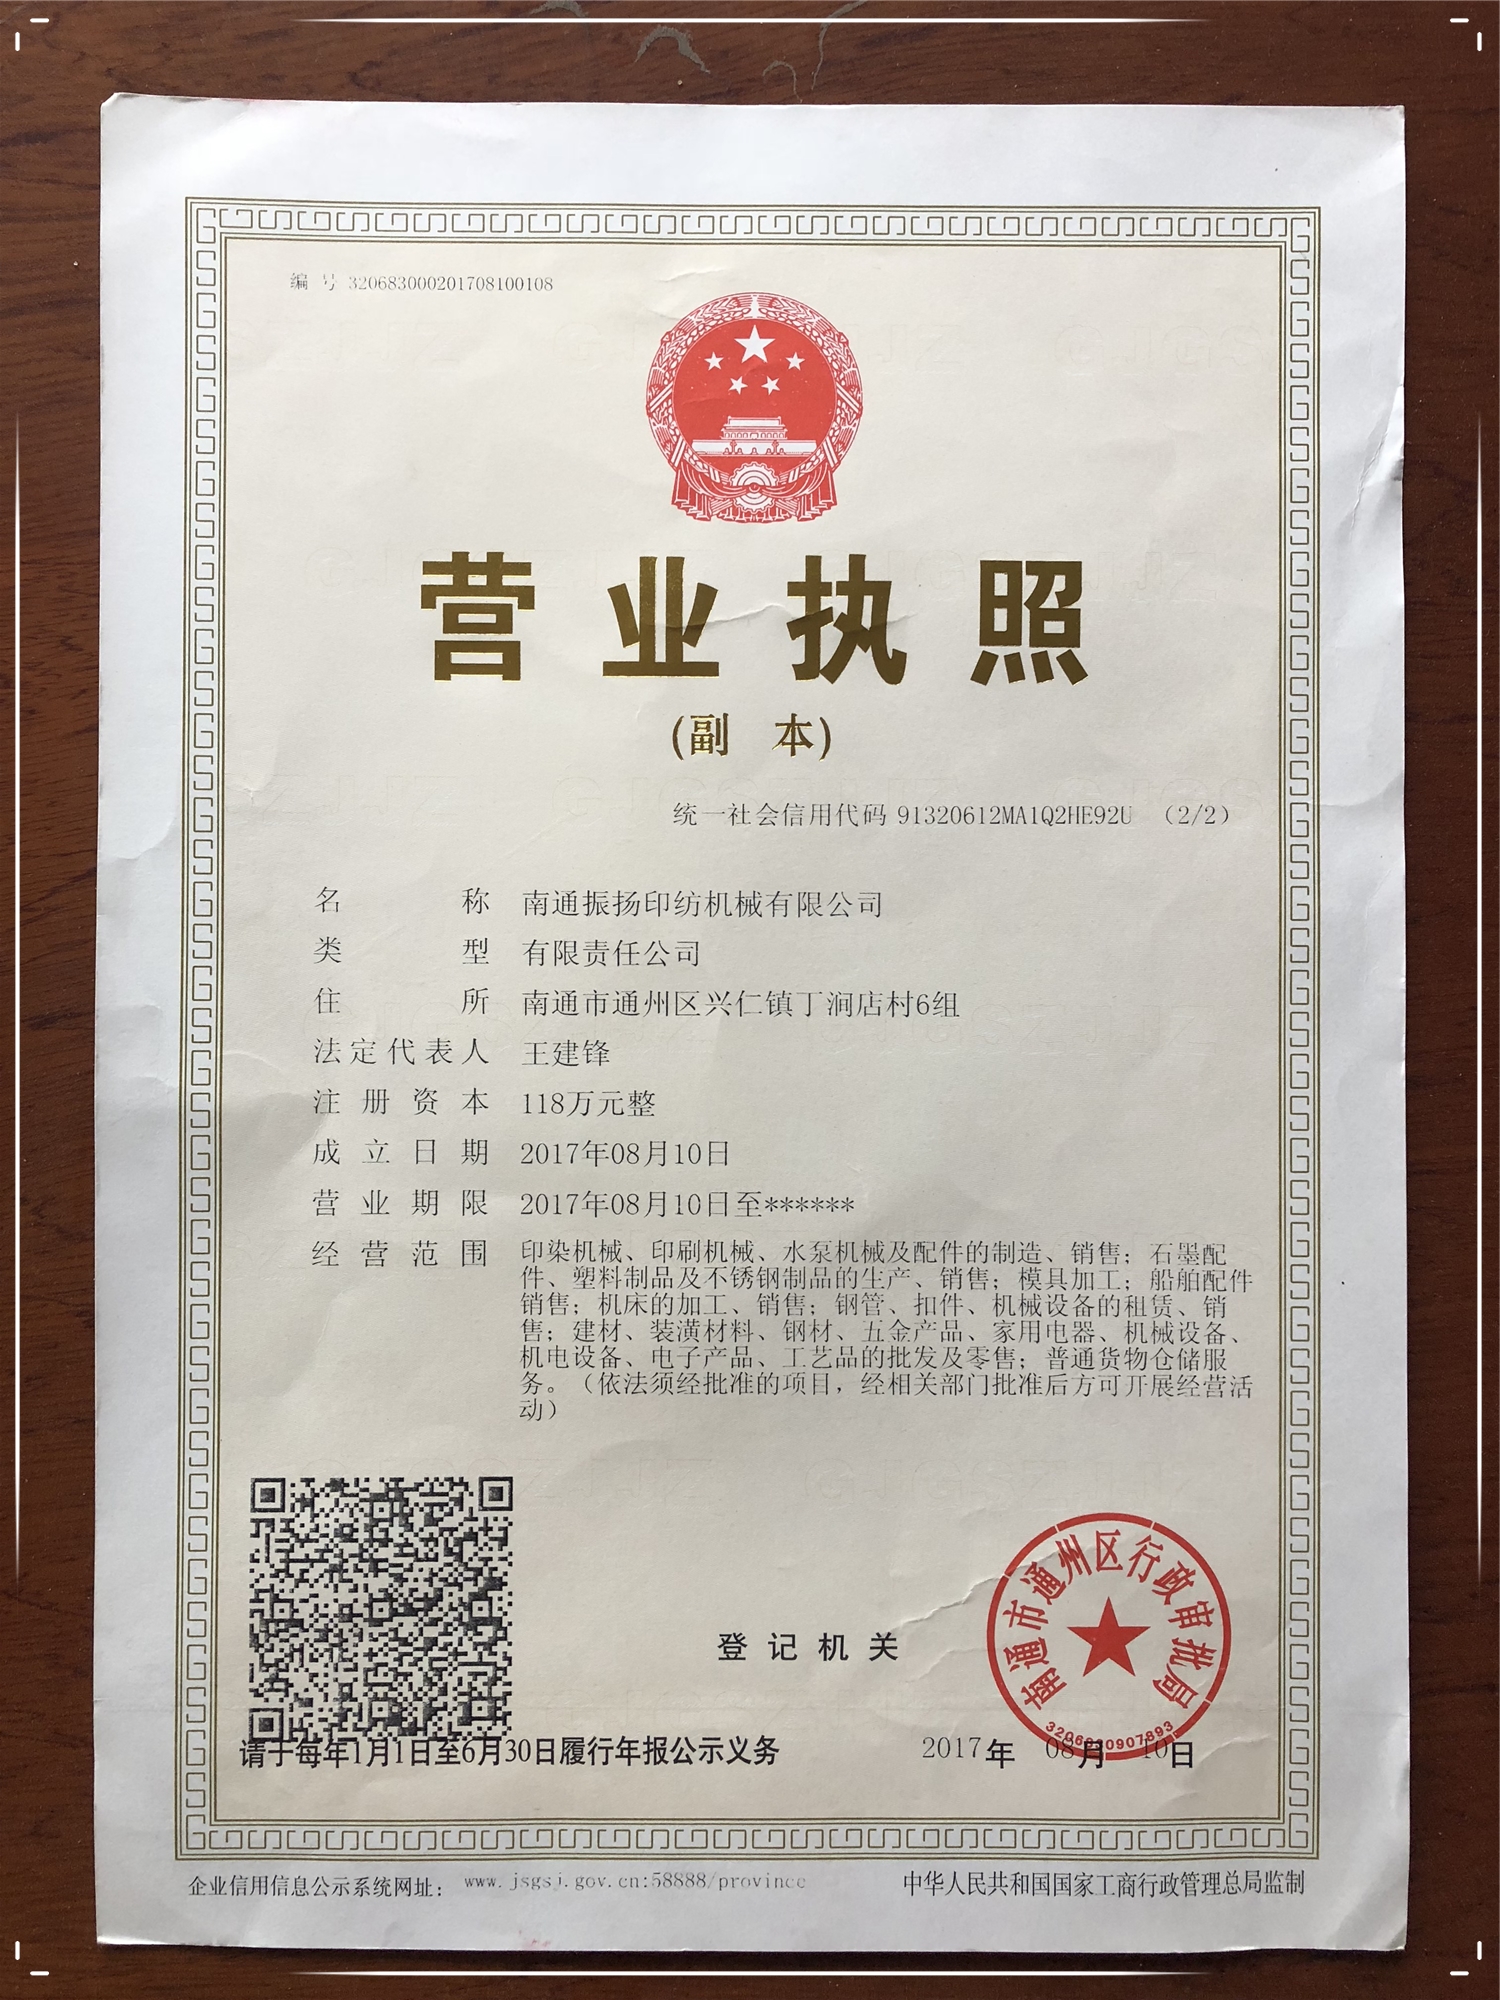 编 号 320683000201708100108
营业执照
(副 本)
统一社会信用代码 91320612MA1Q2HE92U （2/2）
名 称 南通振扬印纺机械有限公司
类 型 有限责任公司
住 所 南通市通州区兴仁镇丁涧店村6组
法定代表人 王建锋
注册资本 118万元整
成立日期 2017年08月10日
营业期限 2017年08月10日至******
经营范围 印染机械、印刷机械、水泵机械及配件的制造、销售；石墨配
件、塑料制品及不锈钢制品的生产、销售；模具加工；船舶配件
销售；机床的加工、销售；钢管、扣件、机械设备的租赁、销
售；建材、装潢材料、钢材、五金产品、家用电器、机械设备、
机电设备、电子产品、工艺品的批发及零售；普通货物仓储服
务。（依法须经批准的项目，经相关部门批准后方可开展经营活
动）
南通市通州区行政审批局
登记机关
请于每年1月1日至6月30日履行年报公示义务
2017年 08月 10日
企业信用信息公示系统网址： www.jsgsj.gov.cn:58888/province
中华人民共和国国家工商行政管理总局监制